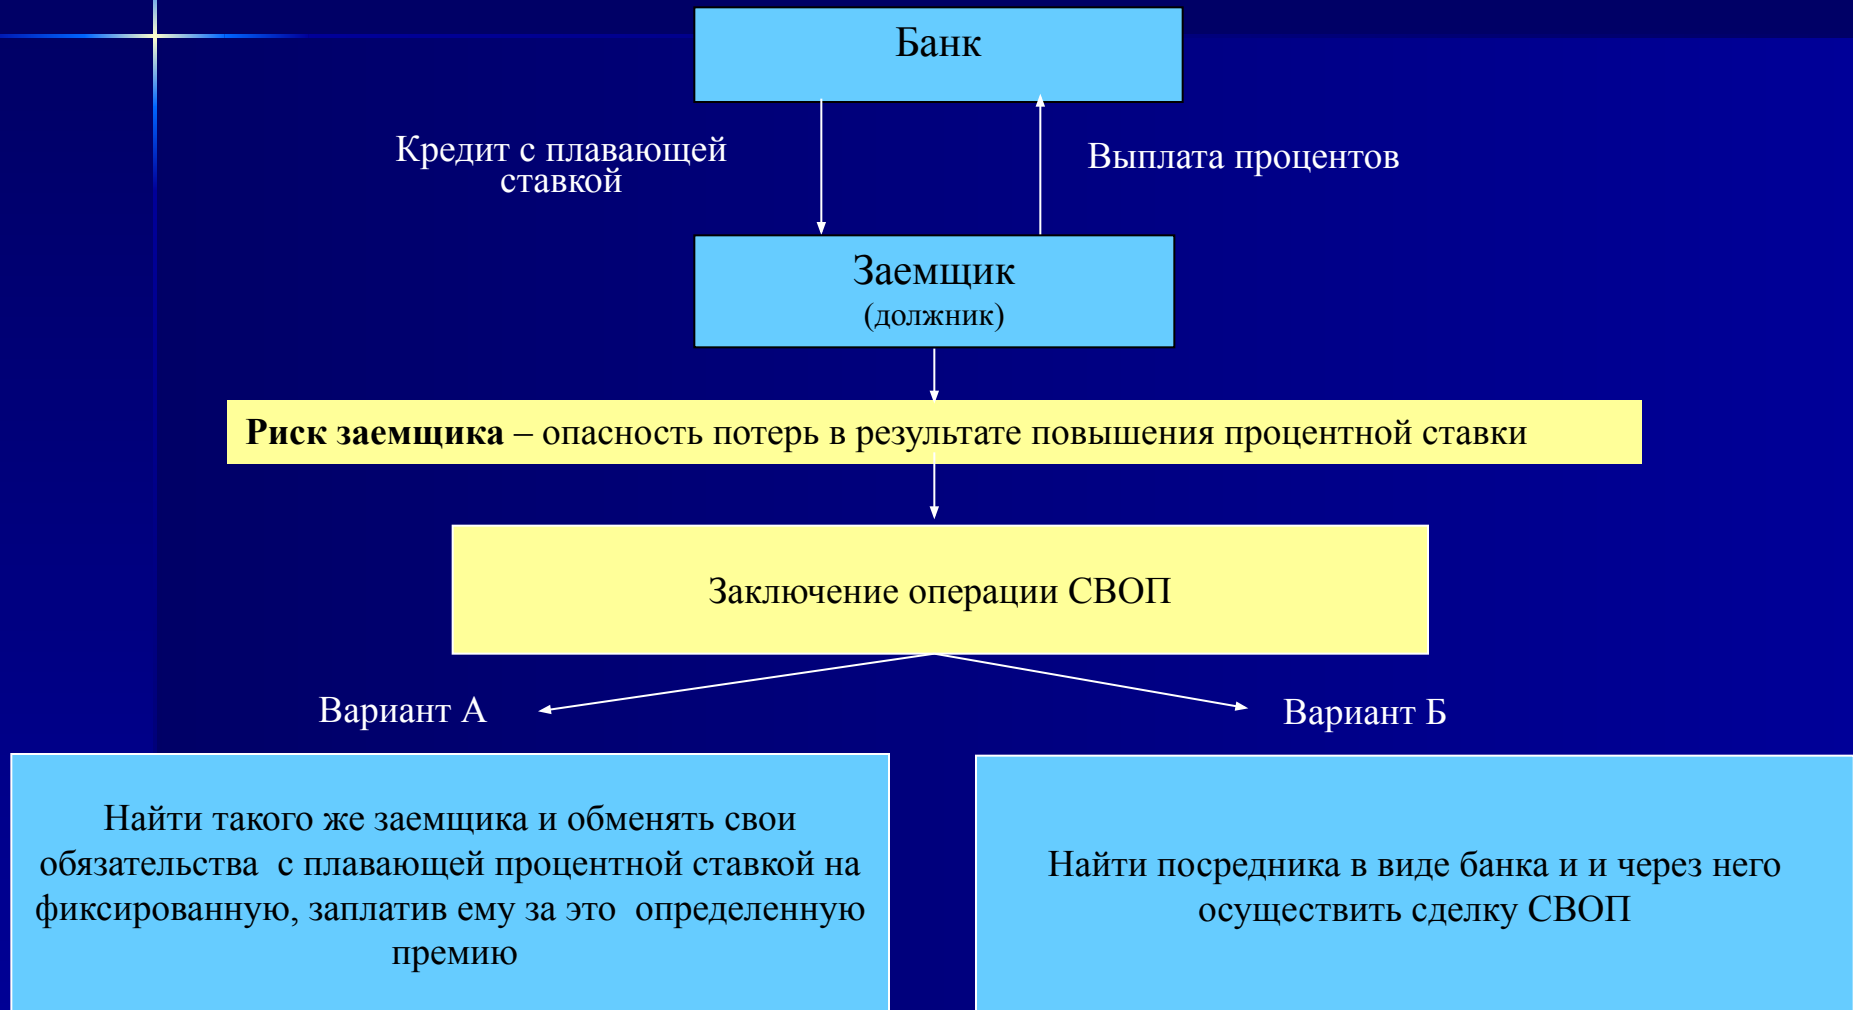 Банк
Кредит с плавающей
ставкой
Выплата процентов
Заемщик
(должник)
Риск заемщика – опасность потерь в результате повышения процентной ставки
Заключение операции СВОП
Вариант А
Вариант Б
Найти такого же заемщика и обменять свои
обязательства с плавающей процентной ставкой на
фиксированную, заплатив ему за это определенную
премию
Найти посредника в виде банка и и через него
осуществить сделку СВОП